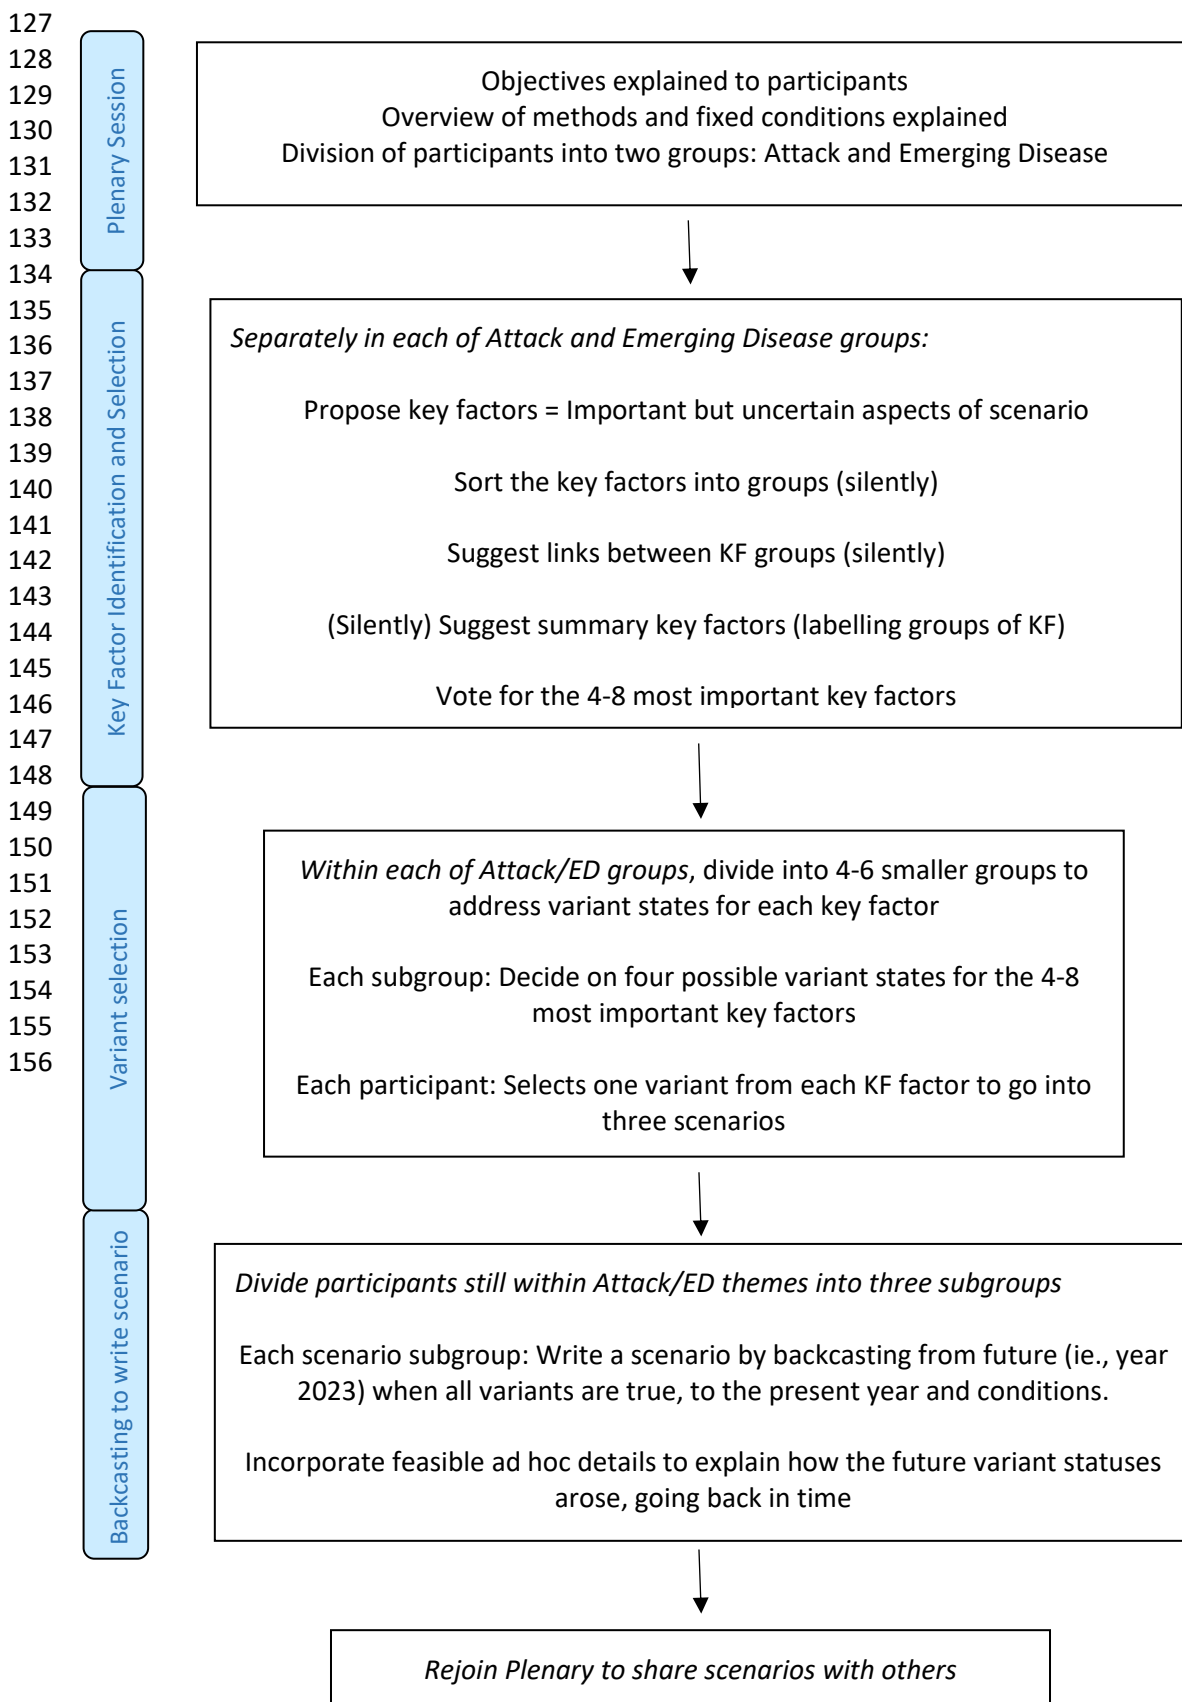 127
128
129
130
131
132
133
134
135
136
137
138
139
140
141
142
143
144
145
146
147
148
149
150
151
152
153
154
155
156
Plenary Session
Objectives explained to participants
Overview of methods and fixed conditions explained
Division of participants into two groups: Attack and Emerging Disease
Key Factor Identification and Selection
Separately in each of Attack and Emerging Disease groups:
Propose key factors = Important but uncertain aspects of scenario
Sort the key factors into groups (silently)
Suggest links between KF groups (silently)
(Silently) Suggest summary key factors (labelling groups of KF)
Vote for the 4-8 most important key factors
Variant selection
Within each of Attack/ED groups, divide into 4-6 smaller groups to
address variant states for each key factor
Each subgroup: Decide on four possible variant states for the 4-8
most important key factors
Each participant: Selects one variant from each KF factor to go into
three scenarios
Backcasting to write scenario
Divide participants still within Attack/ED themes into three subgroups
Each scenario subgroup: Write a scenario by backcasting from future (ie., year
2023) when all variants are true, to the present year and conditions.
Incorporate feasible ad hoc details to explain how the future variant statuses
arose, going back in time
Rejoin Plenary to share scenarios with others